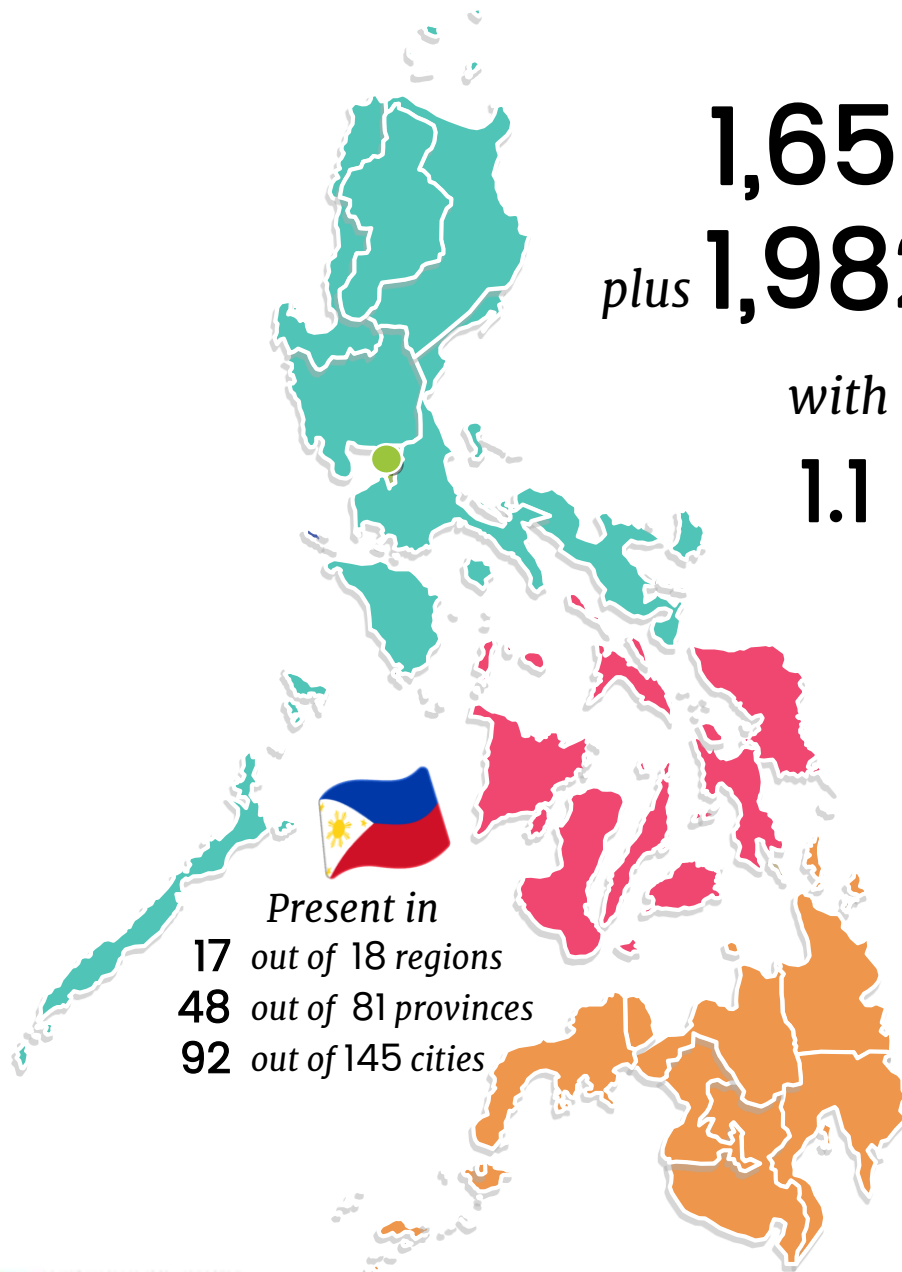 1,65
plus 1,98
with
1.1
Present in
17 out of 18 regions
48 out of 81 provinces
92 out of 145 cities